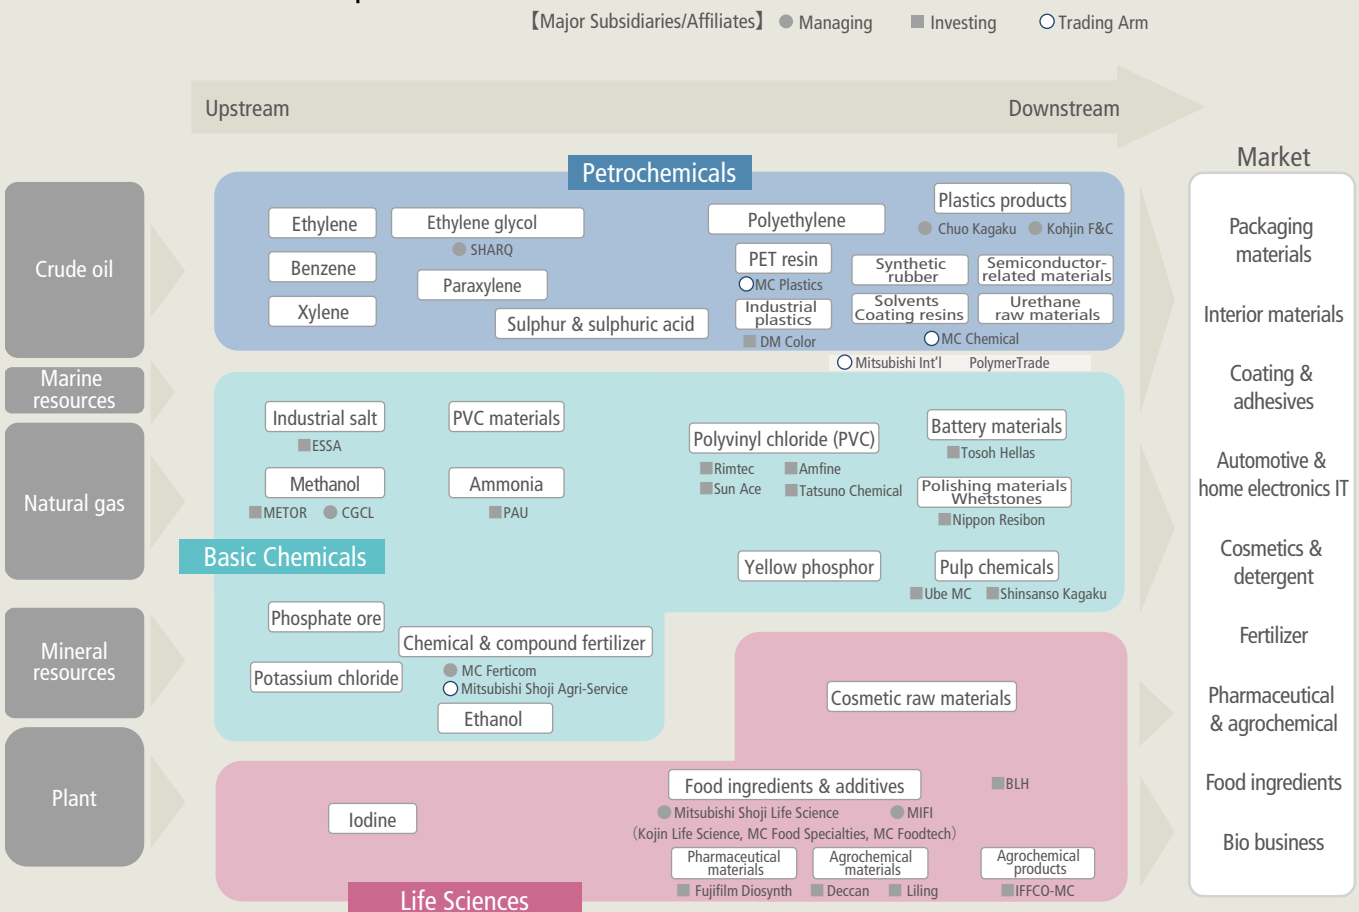 【Major Subsidiaries/Affiliates】 Managing Investing Trading Arm
Upstream Downstream
Market
Crude oil
Marine
resources
Natural gas
Mineral
resources
Plant
Petrochemicals
Ethylene
Benzene
Xylene
Ethylene glycol
SHARQ
Paraxylene
Sulphur & sulphuric acid
Polyethylene
PET resin
MC Plastics
Industrial
plastics
DM Color
Plastics products
Chuo Kagaku Kohjin F&C
Synthetic
rubber
Semiconductor-
related materials
Solvents
Coating resins
Urethane
raw materials
MC Chemical
Mitsubishi Int'l PolymerTrade
Basic Chemicals
Industrial salt
ESSA
Methanol
METOR CGCL
PVC materials
Ammonia
PAU
Polyvinyl chloride (PVC)
Rimtec Amfine
Sun Ace Tatsuno Chemical
Battery materials
Tosoh Hellas
Polishing materials
Whetstones
Nippon Resibon
Yellow phosphor
Pulp chemicals
Ube MC Shinsanso Kagaku
Phosphate ore
Potassium chloride
Chemical & compound fertilizer
MC Ferticom
Mitsubishi Shoji Agri-Service
Ethanol
Life Sciences
Cosmetic raw materials
Iodine
Food ingredients & additives
BLH
Mitsubishi Shoji Life Science MIFI
(Kojin Life Science, MC Food Specialties, MC Foodtech)
Pharmaceutical
materials
Fujifilm Diosynth
Agrochemical
materials
Deccan Liling
Agrochemical
products
IFFCO-MC
Packaging
materials
Interior materials
Coating &
adhesives
Automotive &
home electronics IT
Cosmetics &
detergent
Fertilizer
Pharmaceutical
& agrochemical
Food ingredients
Bio business